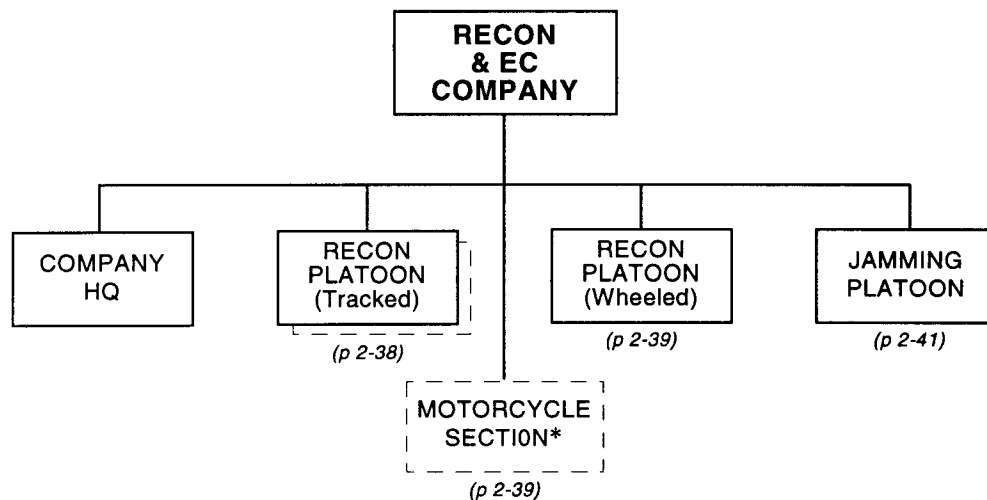 RECON
& EC
COMPANY
COMPANY
HQ
RECON
PLATOON
(Tracked)
(p 2-38)
RECON
PLATOON
(Wheeled)
(p 2-39)
JAMMING
PLATOON
(p 2-41)
MOTORCYCLE
SECTION*
(p 2-39)